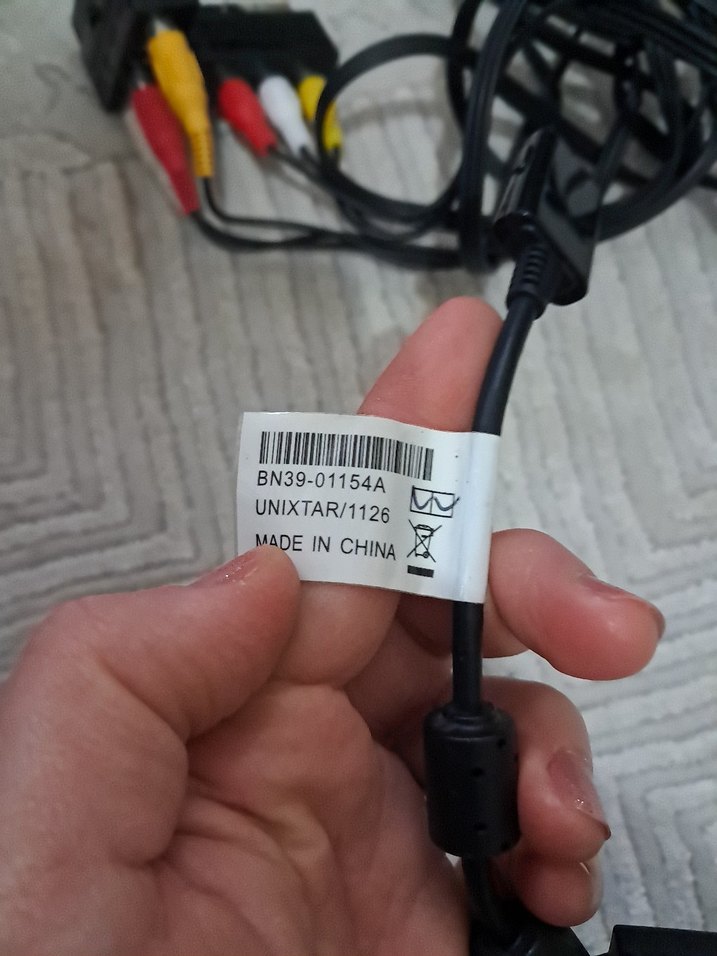 BN39-01154A
UNIXTAR/1126
MADE IN CHINA